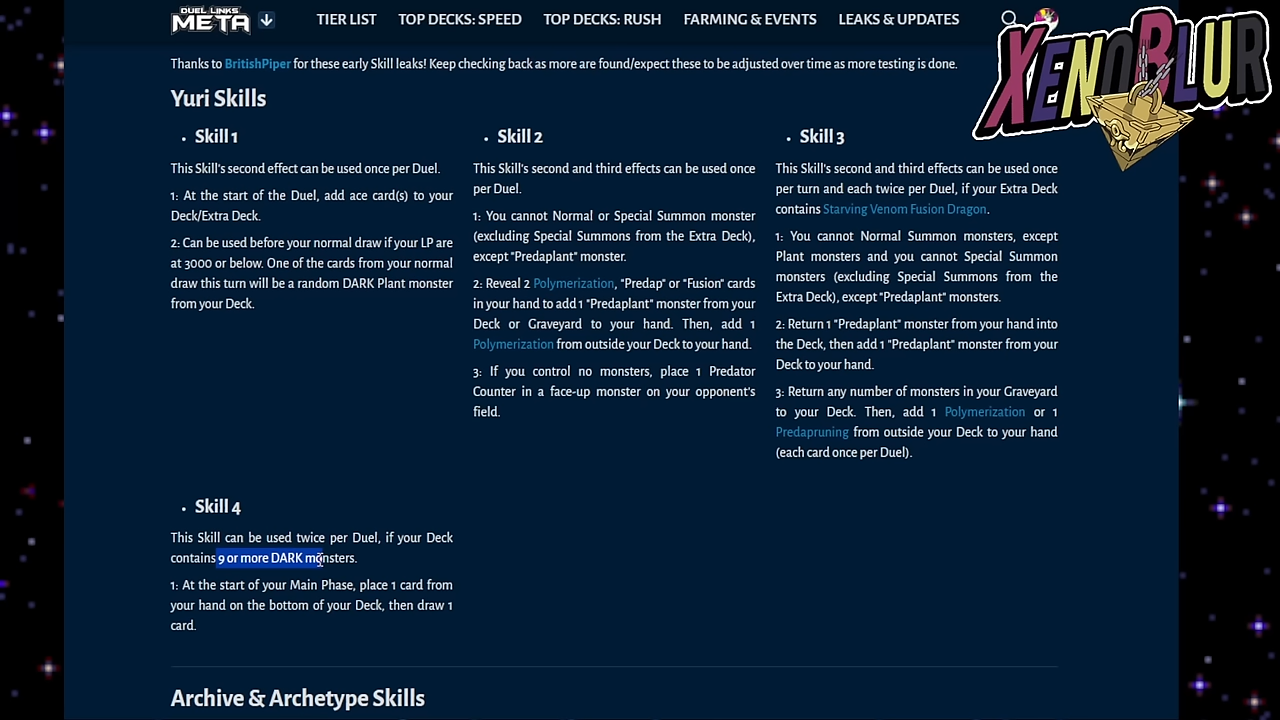 DUEL LINKS
META
TIER LIST
TOP DECKS: SPEED
TOP DECKS: RUSH
FARMING & EVENTS
LEAKS & UPDATES
XENOBLUR
Thanks to BritishPiper for these early Skill leaks! Keep checking back as more are found/expect these to be adjusted over time as more testing is done.
Yuri Skills
• Skill 1
This Skill's second effect can be used once per Duel.
1: At the start of the Duel, add ace card(s) to your
Deck/Extra Deck.
2: Can be used before your normal draw if your LP are
at 3000 or below. One of the cards from your normal
draw this turn will be a random DARK Plant monster
from your Deck.
• Skill 2
This Skill's second and third effects can be used once
per Duel.
1: You cannot Normal or Special Summon monster
(excluding Special Summons from the Extra Deck),
except "Predaplant" monster.
2: Reveal 2 Polymerization, "Predap" or "Fusion" cards
in your hand to add 1 "Predaplant" monster from your
Deck or Graveyard to your hand. Then, add 1
Polymerization from outside your Deck to your hand.
3: If you control no monsters, place 1 Predator
Counter in a face-up monster on your opponent's
field.
• Skill 3
This Skill's second and third effects can be used once
per turn and each twice per Duel, if your Extra Deck
contains Starving Venom Fusion Dragon.
1: You cannot Normal Summon monsters, except
Plant monsters and you cannot Special Summon
monsters (excluding Special Summons from the
Extra Deck), except "Predaplant" monsters.
2: Return 1 "Predaplant" monster from your hand into
the Deck, then add 1 "Predaplant" monster from your
Deck to your hand.
3: Return any number of monsters in your Graveyard
to your Deck. Then, add 1 Polymerization or 1
Predapruning from outside your Deck to your hand
(each card once per Duel).
• Skill 4
This Skill can be used twice per Duel, if your Deck
contains 9 or more DARK monsters.
1: At the start of your Main Phase, place 1 card from
your hand on the bottom of your Deck, then draw 1
card.
Archive & Archetype Skills